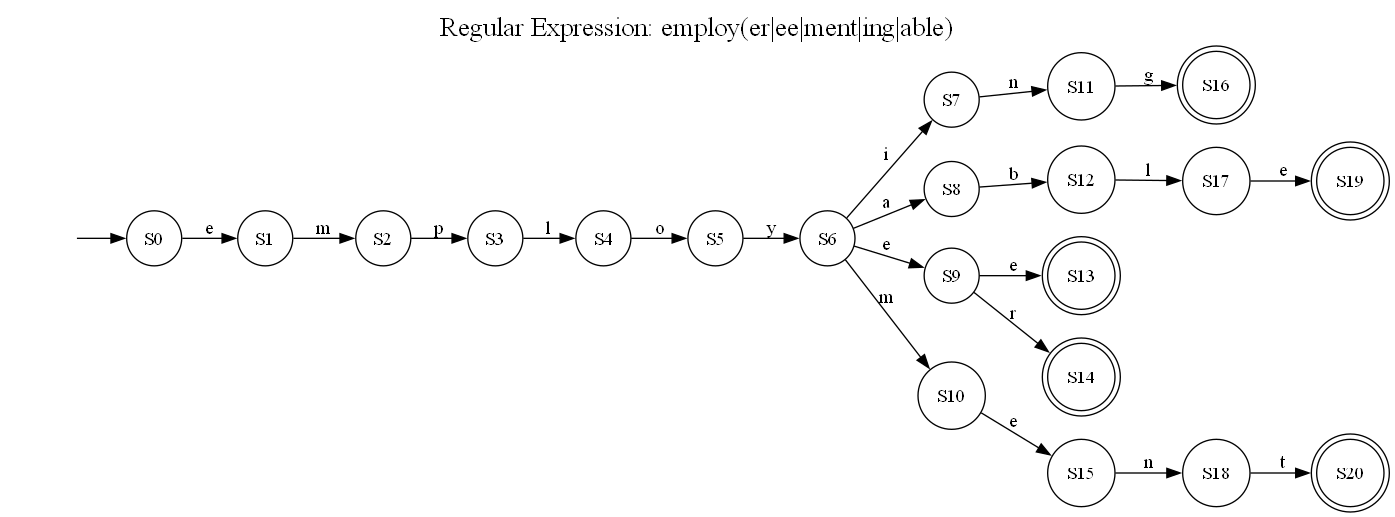 Regular Expression: employ(er|ee|ment|ing|able)
S7 n S11 g S16
i
S8 b S12 l S17 e S19
a
S0 e S1 m S2 p S3 l S4 o S5 y S6
e
S9 e S13
m
r
S14
S10
e
S15 n S18 t S20